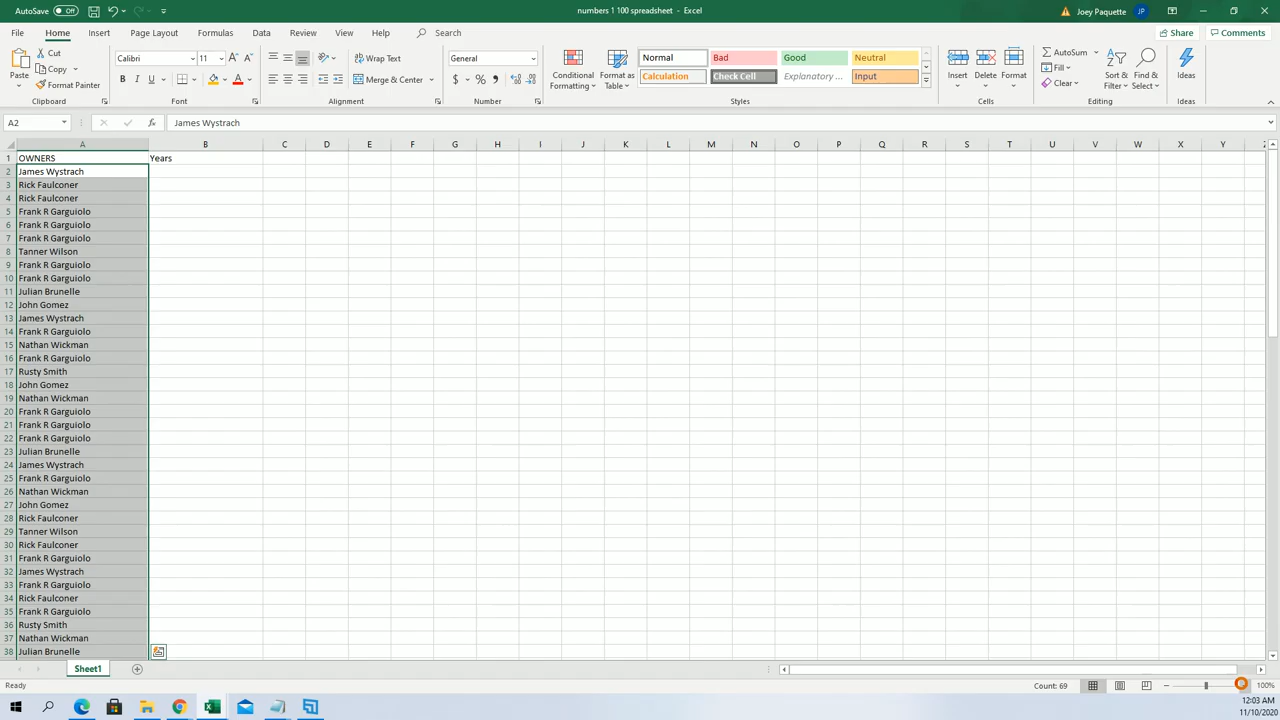 AutoSave Off numbers 1 100 spreadsheet - Excel Joey Paquette JP
File Home Insert Page Layout Formulas Data Review View Help Search Share Comments
Paste Cut Copy Format Painter Clipboard
Calibri 11 A A B I U A Font
ab Wrap Text Merge & Center Alignment
General $ % , Number
Conditional Formatting Format as Table
Normal Bad Good Neutral
Calculation Check Cell Explanatory ... Input
Styles
Insert Delete Format Cells
AutoSum Fill Clear Sort & Filter Find & Select Editing
Ideas Ideas
A2 fx James Wystrach
A B C D E F G H I J K L M N O P Q R S T U V W X Y
1 OWNERS Years
2 James Wystrach
3 Rick Faulconer
4 Rick Faulconer
5 Frank R Garguiolo
6 Frank R Garguiolo
7 Frank R Garguiolo
8 Tanner Wilson
9 Frank R Garguiolo
10 Frank R Garguiolo
11 Julian Brunelle
12 John Gomez
13 James Wystrach
14 Frank R Garguiolo
15 Nathan Wickman
16 Frank R Garguiolo
17 Rusty Smith
18 John Gomez
19 Nathan Wickman
20 Frank R Garguiolo
21 Frank R Garguiolo
22 Frank R Garguiolo
23 Julian Brunelle
24 James Wystrach
25 Frank R Garguiolo
26 Nathan Wickman
27 John Gomez
28 Rick Faulconer
29 Tanner Wilson
30 Rick Faulconer
31 Frank R Garguiolo
32 James Wystrach
33 Frank R Garguiolo
34 Rick Faulconer
35 Frank R Garguiolo
36 Rusty Smith
37 Nathan Wickman
38 Julian Brunelle
Sheet1
Ready Count: 69 100%
12:03 AM
11/10/2020